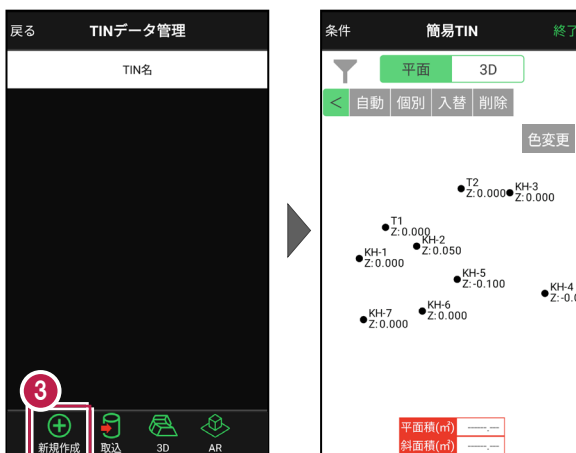 戻る TINデータ管理
TIN名
3
新規作成 取込 3D AR
条件 簡易TIN 終了
平面 3D
< 自動 個別 入替 削除
色変更
T2
Z:0.000
KH-3
Z:0.000
T1
Z:0.000
KH-2
Z:0.050
KH-1
Z:0.000
KH-5
Z:-0.100
KH-4
Z:-0.0
KH-6
Z:0.000
KH-7
Z:0.000
平面積(㎡) ----.--
斜面積(㎡) ----.--